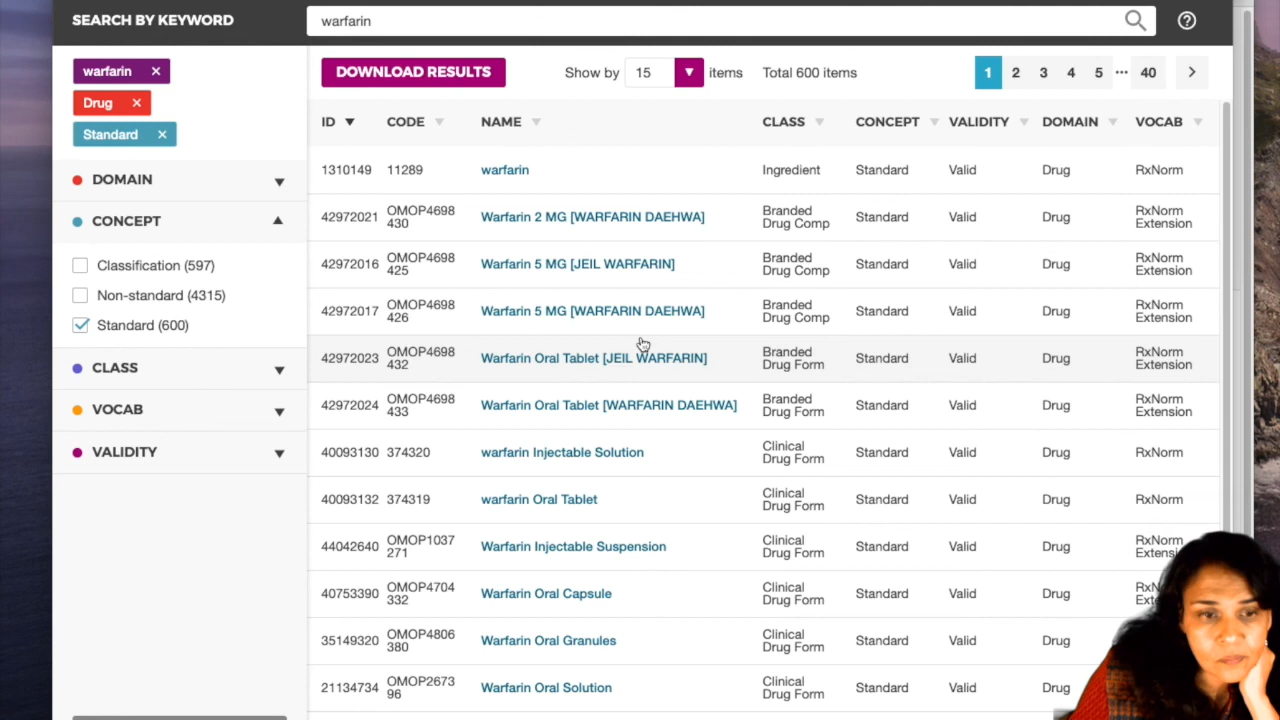 SEARCH BY KEYWORD warfarin
warfarin ×
Drug ×
Standard ×
DOMAIN
CONCEPT
Classification (597)
Non-standard (4315)
Standard (600)
CLASS
VOCAB
VALIDITY
DOWNLOAD RESULTS Show by 15 items Total 600 items 1 2 3 4 5 ••• 40
ID CODE NAME CLASS CONCEPT VALIDITY DOMAIN VOCAB
1310149 11289 warfarin Ingredient Standard Valid Drug RxNorm
42972021 OMOP4698 430 Warfarin 2 MG [WARFARIN DAEHWA] Branded Drug Comp Standard Valid Drug RxNorm Extension
42972016 OMOP4698 425 Warfarin 5 MG [JEIL WARFARIN] Branded Drug Comp Standard Valid Drug RxNorm Extension
42972017 OMOP4698 426 Warfarin 5 MG [WARFARIN DAEHWA] Branded Drug Comp Standard Valid Drug RxNorm Extension
42972023 OMOP4698 432 Warfarin Oral Tablet [JEIL WARFARIN] Branded Drug Form Standard Valid Drug RxNorm Extension
42972024 OMOP4698 433 Warfarin Oral Tablet [WARFARIN DAEHWA] Branded Drug Form Standard Valid Drug RxNorm Extension
40093130 374320 warfarin Injectable Solution Clinical Drug Form Standard Valid Drug RxNorm
40093132 374319 warfarin Oral Tablet Clinical Drug Form Standard Valid Drug RxNorm
44042640 OMOP1037 271 Warfarin Injectable Suspension Clinical Drug Form Standard Valid Drug RxNorm
40753390 OMOP4704 332 Warfarin Oral Capsule Clinical Drug Form Standard Valid Drug
35149320 OMOP4806 380 Warfarin Oral Granules Clinical Drug Form Standard Valid Drug
21134734 OMOP2673 96 Warfarin Oral Solution Clinical Drug Form Standard Valid Drug